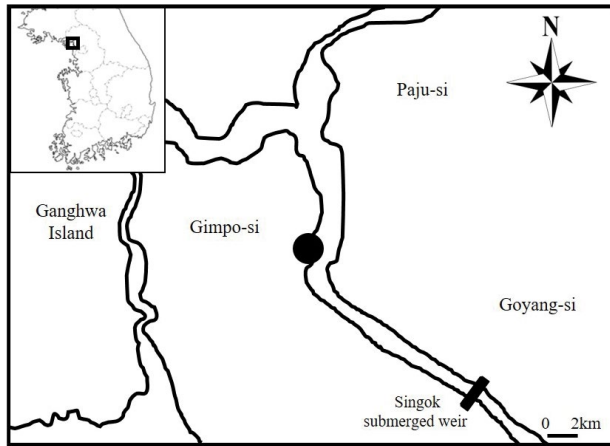 N
Paju-si
Ganghwa
Island
Gimpo-si
Goyang-si
Singok
submerged weir
0 2km